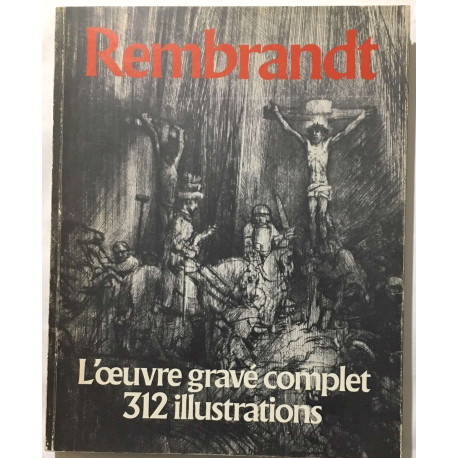 Rembrandt
L'œuvre gravé complet
312 illustrations